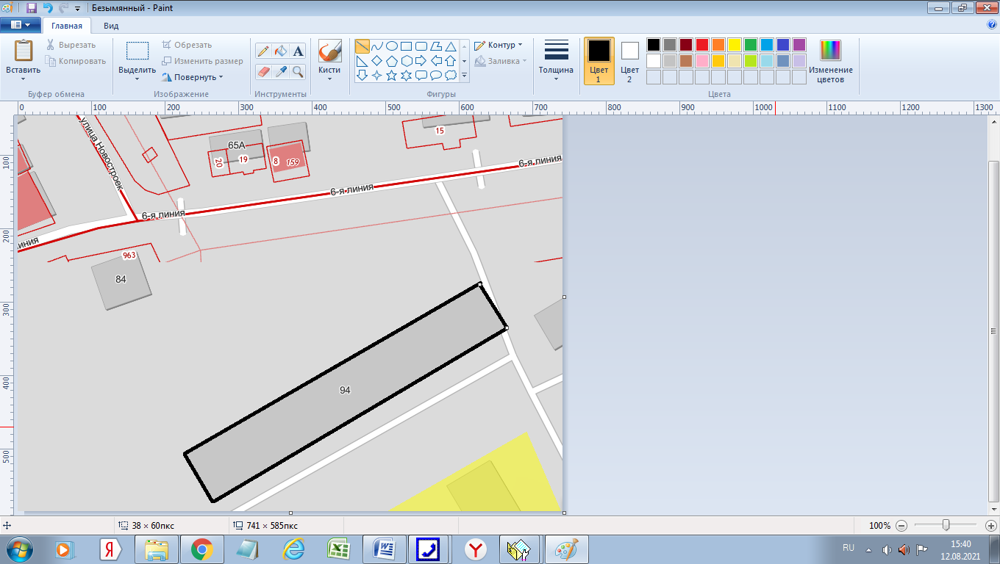 Безымянный - Paint
Главная
Вид
Вставить
Вырезать
Копировать
Буфер обмена
Выделить
Обрезать
Изменить размер
Повернуть
Изображение
A
Инструменты
Кисти
Фигуры
Контур
Заливка
Толщина
Цвет
1
Цвет
2
Изменение
цветов
Цвета
0 100 200 300 400 500 600 700 800 900 1000 1100 1200 1300
100
200
300
400
500
улица Новостроек
65А
20
19
8
159
15
6-я линия
6-я линия
6-я линия
линия
963
84
94
38 × 60пкс
741 × 585пкс
100%
Я
W
Y
RU
15:40
12.08.2021